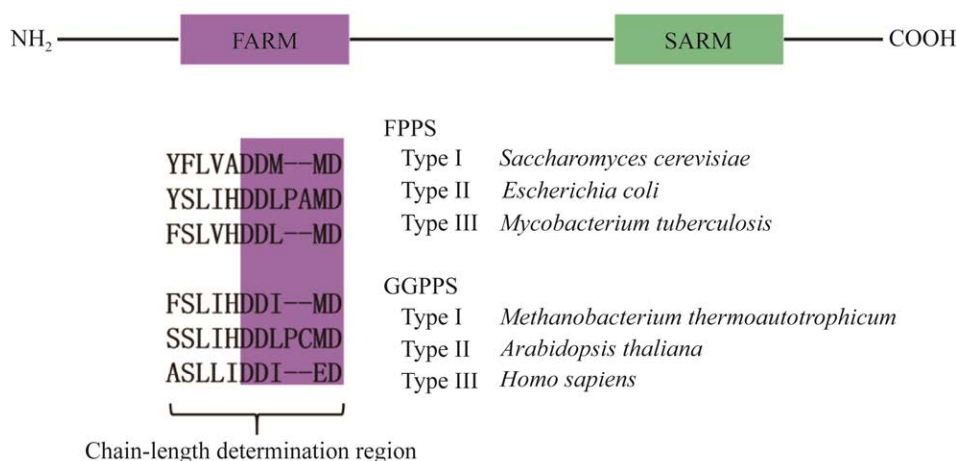 NH₂ FARM SARM COOH
FPPS
YFLVADDM--MD Type I Saccharomyces cerevisiae
YSLIHDDLPAMD Type II Escherichia coli
FSLVHDDL--MD Type III Mycobacterium tuberculosis
GGPPS
FSLIHDDI--MD Type I Methanobacterium thermoautotrophicum
SSLIHDDLPCMD Type II Arabidopsis thaliana
ASLLIDDI--ED Type III Homo sapiens
Chain-length determination region